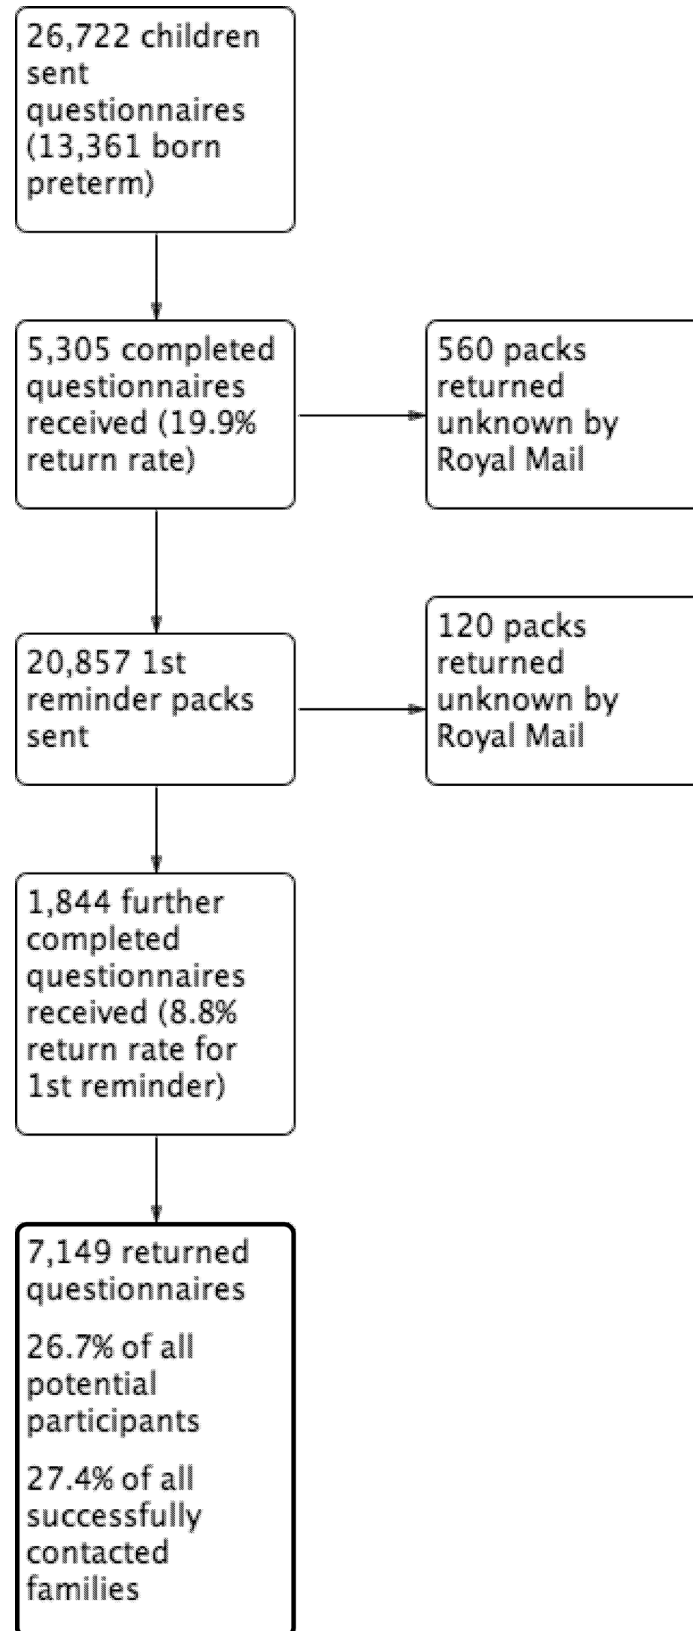 26,722 children
sent
questionnaires
(13,361 born
preterm)
5,305 completed
questionnaires
received (19.9%
return rate)
560 packs
returned
unknown by
Royal Mail
20,857 1st
reminder packs
sent
120 packs
returned
unknown by
Royal Mail
1,844 further
completed
questionnaires
received (8.8%
return rate for
1st reminder)
7,149 returned
questionnaires
26.7% of all
potential
participants
27.4% of all
successfully
contacted
families